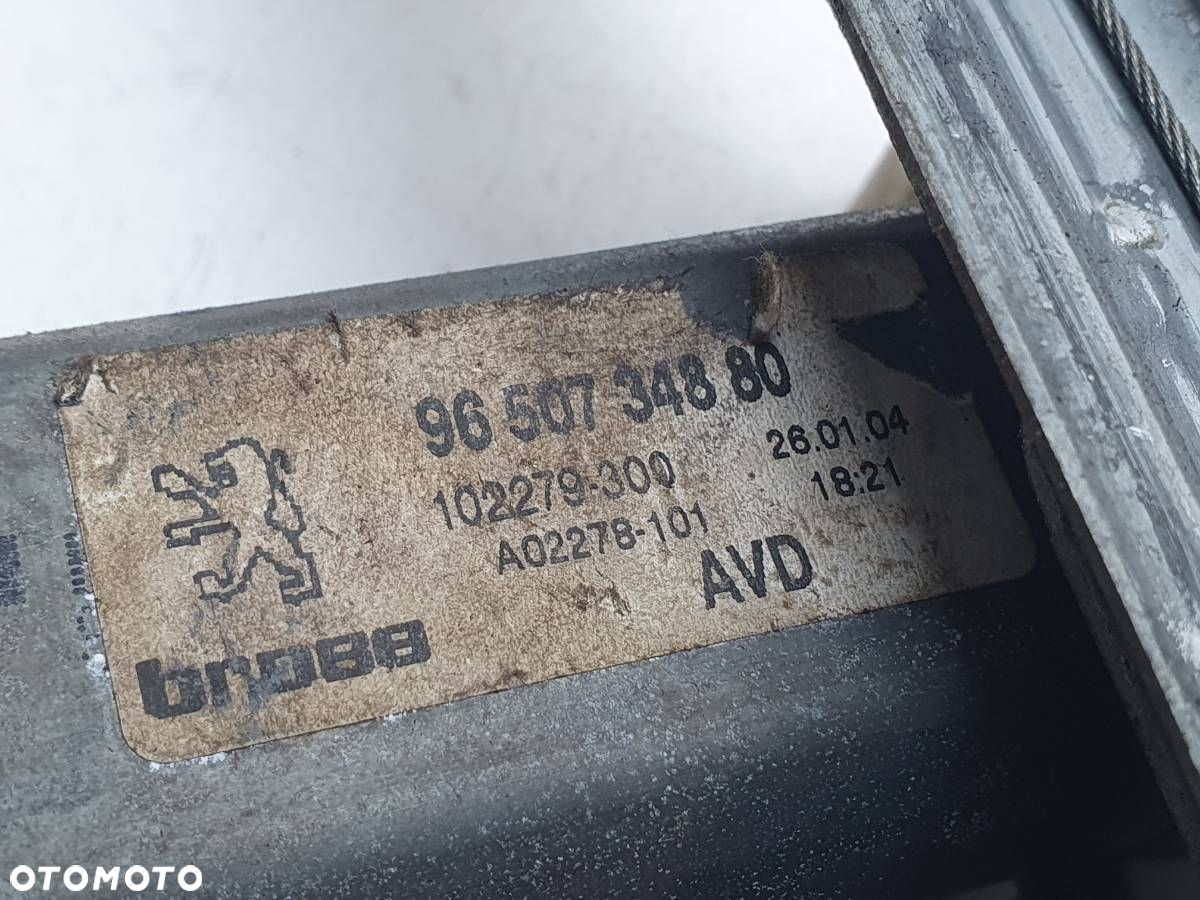 96 507 348 80
102279-300
26.01.04
A02278-101
18:21
AVD
brose
OTOMOTO